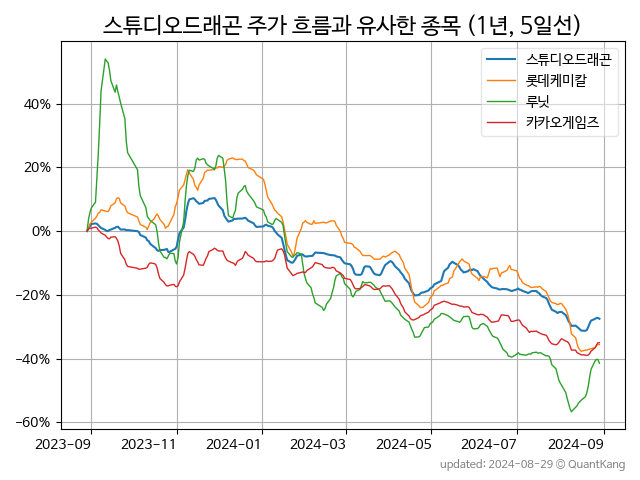 스튜디오드래곤 주가 흐름과 유사한 종목 (1년, 5일선)
스튜디오드래곤
롯데케미칼
루닛
카카오게임즈
40%
20%
0%
−20%
−40%
−60%
2023-09
2023-11
2024-01
2024-03
2024-05
2024-07
2024-09
updated: 2024-08-29 © QuantKang